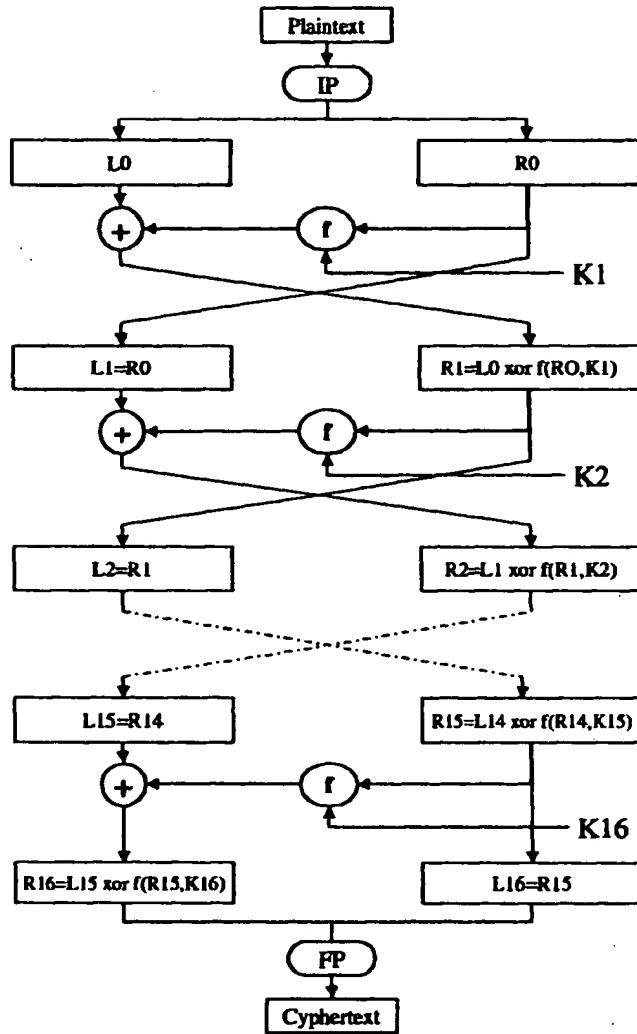 Plaintext
IP
L0
R0
+
f
K1
L1=R0
R1=L0 xor f(RO,K1)
+
f
K2
L2=R1
R2=L1 xor f(R1,K2)
L15=R14
R15=L14 xor f(R14,K15)
+
f
K16
R16=L15 xor f(R15,K16)
L16=R15
FP
Cyphertext